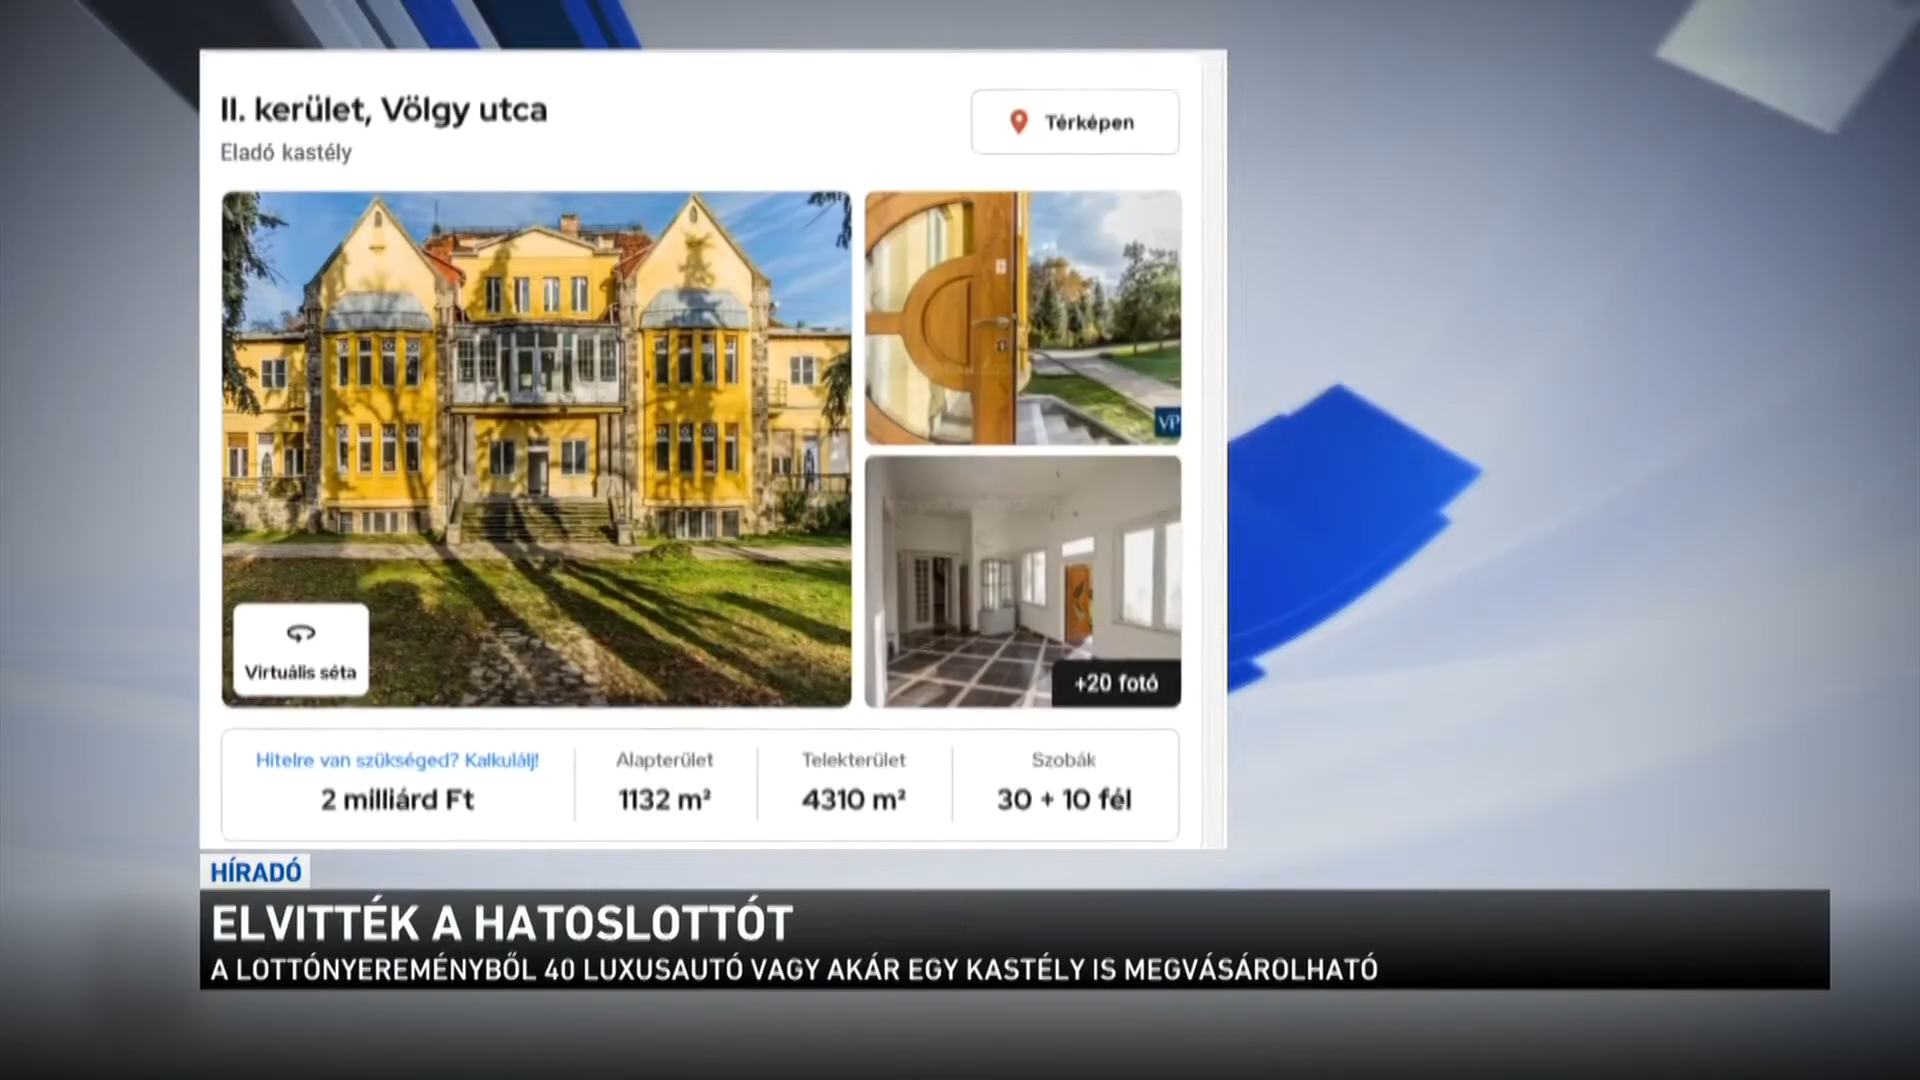 II. kerület, Völgy utca
Eladó kastély
Térképen
VP
Virtuális séta
+20 fotó
Hitelre van szükséged? Kalkulálj!
2 milliárd Ft
Alapterület
1132 m²
Telekterület
4310 m²
Szobák
30 + 10 fél
HÍRADÓ
ELVITTÉK A HATOSLOTTÓT
A LOTTÓNYEREMÉNYBŐL 40 LUXUSAUTÓ VAGY AKÁR EGY KASTÉLY IS MEGVÁSÁROLHATÓ